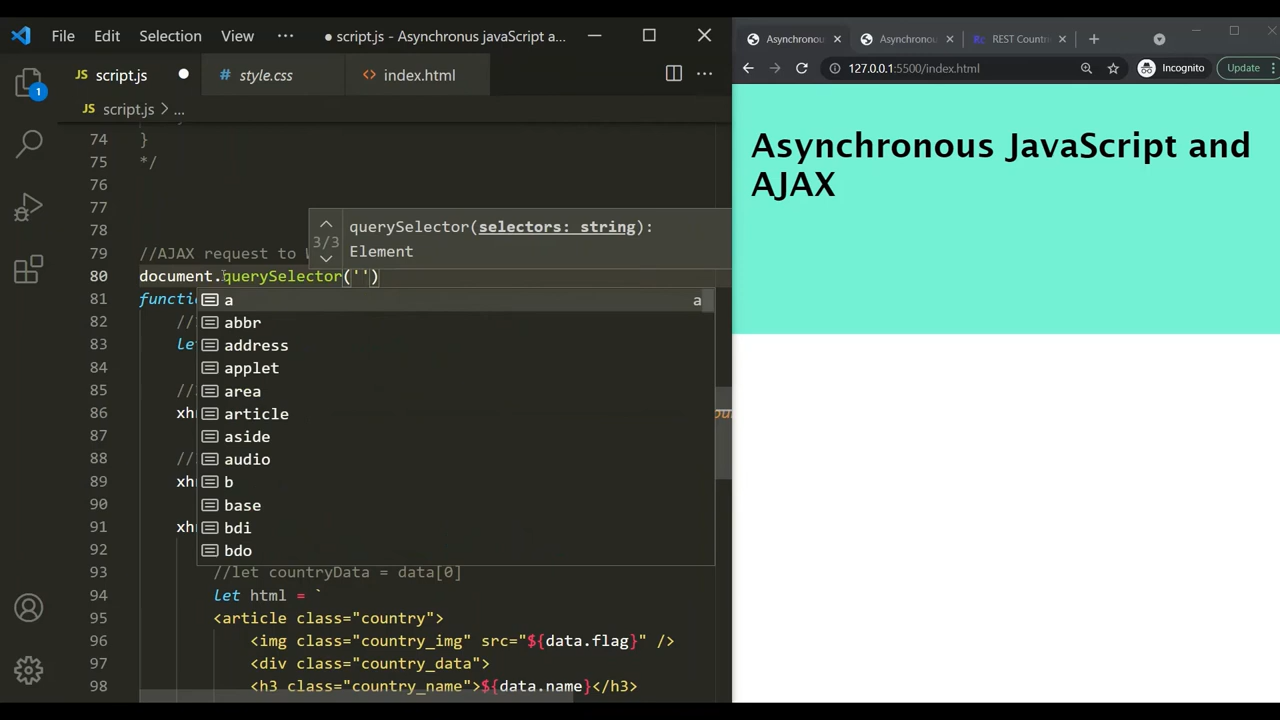 File Edit Selection View ··· ● script.js - Asynchronus javaScript a...
JS script.js ● style.css index.html ···
JS script.js > ...
1
74 }
75 */
76
77
78
79 //AJAX request to
80 document.querySelector('')
81 functi
82 //
83 le
84
85 //
86 xh
87
88 //
89 xh
90
91 xh
92
93 //let countryData = data[0]
94 let html = `
95 <article class="country">
96 <img class="country_img" src="${data.flag}" />
97 <div class="country_data">
98 <h3 class="country_name">${data.name}</h3>
3/3 querySelector(selectors: string):
Element
a a
abbr
address
applet
area
article
aside
audio
b
base
bdi
bdo
Asynchronou × Asynchronou × Rc REST Countr × +
127.0.0.1:5500/index.html Incognito Update
Asynchronous JavaScript and
AJAX